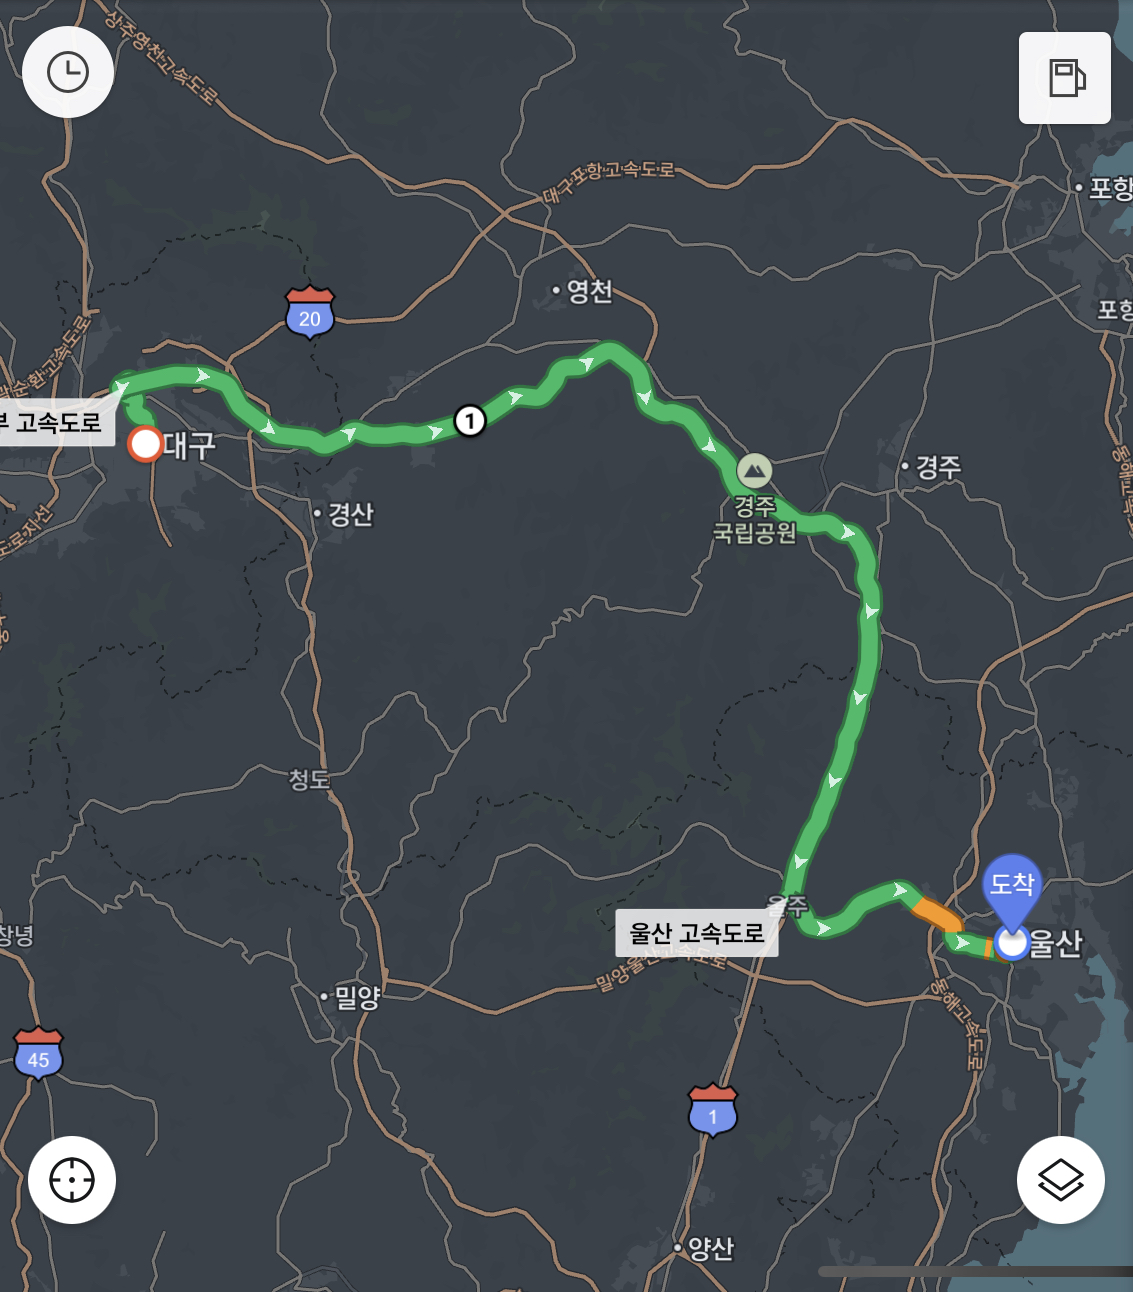 상주영천고속도로
대구포항고속도로
포항
영천
20
포항
부 고속도로
1
대구
경주
경산
경주
국립공원
청도
도착
울주
울산 고속도로
울산
창녕
밀양울산고속도로
밀양
동해고속도로
45
1
양산